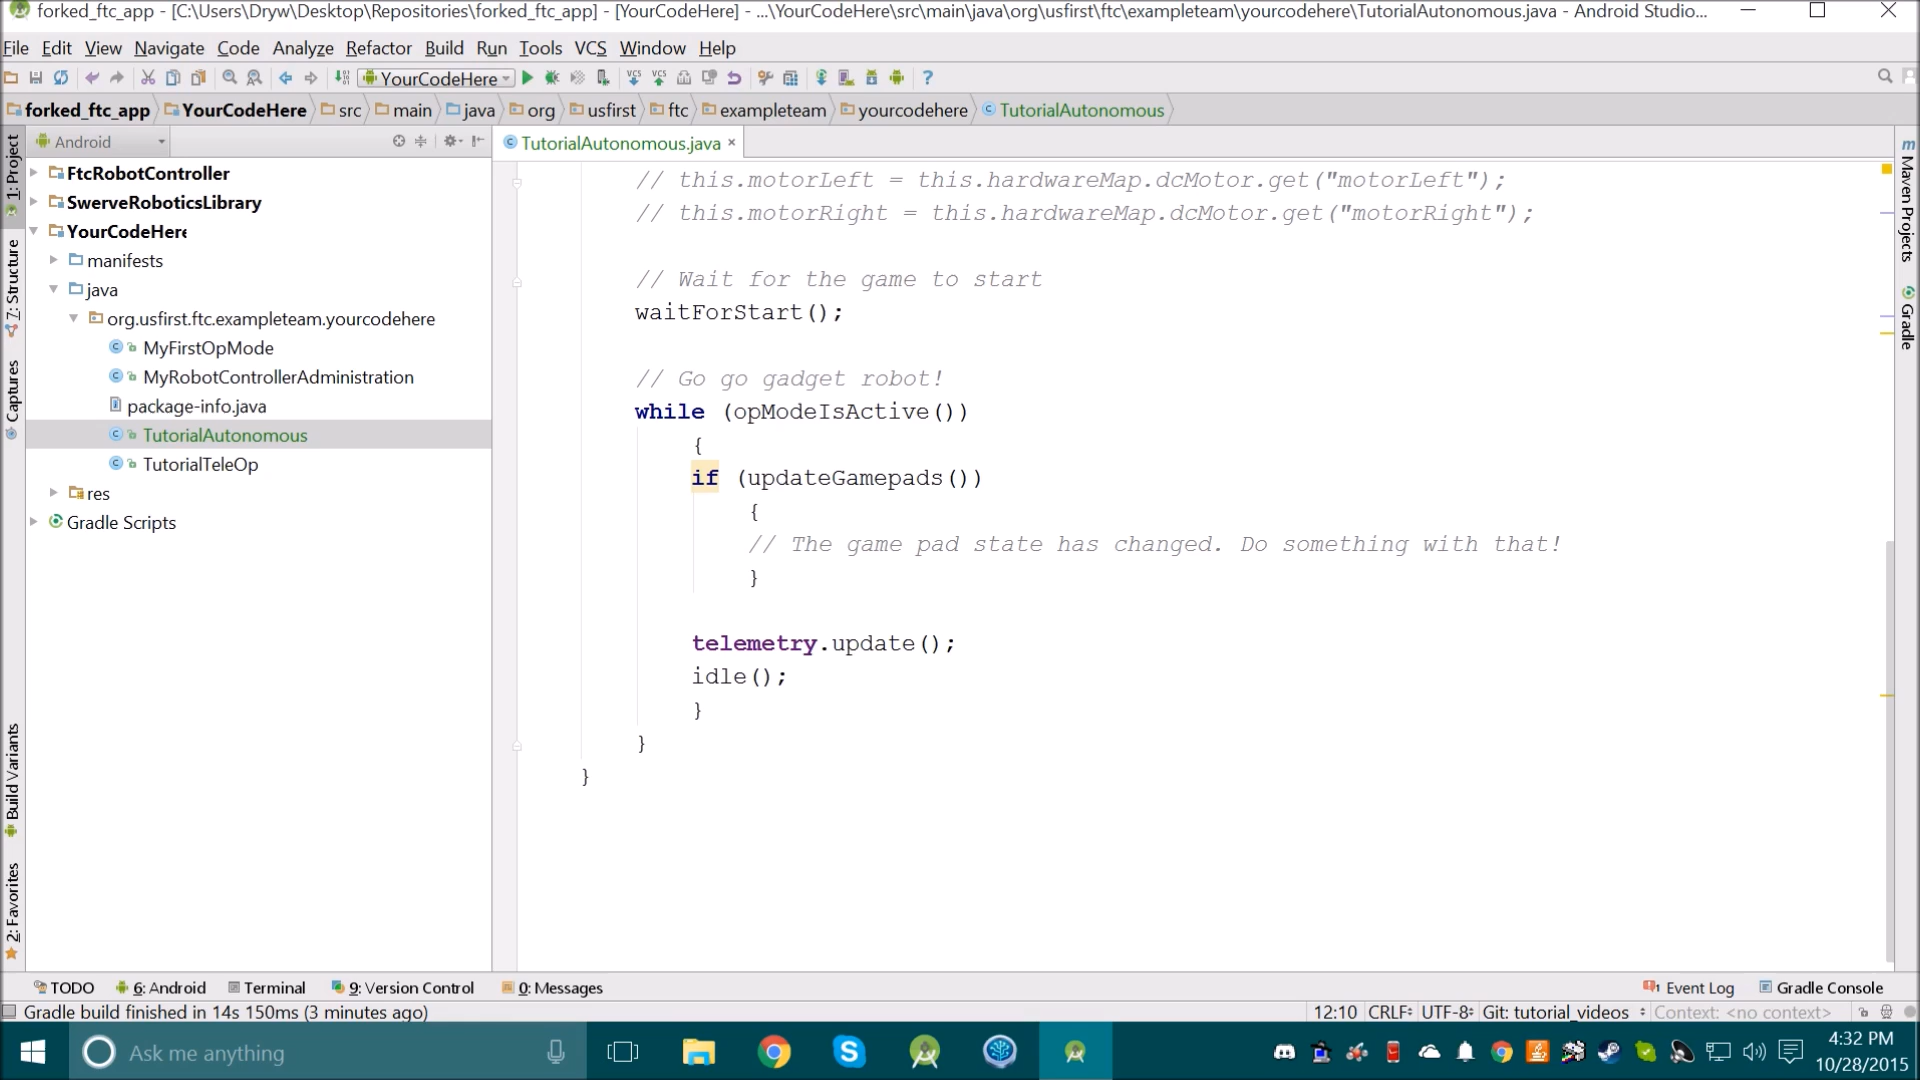 forked_ftc_app - [C:\Users\Dryw\Desktop\Repositories\forked_ftc_app] - [YourCodeHere] - ...\YourCodeHere\src\main\java\org\usfirst\ftc\exampleteam\yourcodehere\TutorialAutonomous.java - Android Studio...
File Edit View Navigate Code Analyze Refactor Build Run Tools VCS Window Help
YourCodeHere
forked_ftc_app YourCodeHere src main java org usfirst ftc exampleteam yourcodehere TutorialAutonomous
Android
TutorialAutonomous.java
1: Project
7: Structure
Captures
Build Variants
2: Favorites
FtcRobotController
SwerveRoboticsLibrary
YourCodeHere
manifests
java
org.usfirst.ftc.exampleteam.yourcodehere
MyFirstOpMode
MyRobotControllerAdministration
package-info.java
TutorialAutonomous
TutorialTeleOp
res
Gradle Scripts
// this.motorLeft = this.hardwareMap.dcMotor.get("motorLeft");
// this.motorRight = this.hardwareMap.dcMotor.get("motorRight");
// Wait for the game to start
waitForStart();
// Go go gadget robot!
while (opModeIsActive())
{
if (updateGamepads())
{
// The game pad state has changed. Do something with that!
}
telemetry.update();
idle();
}
}
}
Maven Projects
Gradle
TODO 6: Android Terminal 9: Version Control 0: Messages Event Log Gradle Console
Gradle build finished in 14s 150ms (3 minutes ago) 12:10 CRLF UTF-8 Git: tutorial_videos Context: <no context>
Ask me anything
4:32 PM
10/28/2015